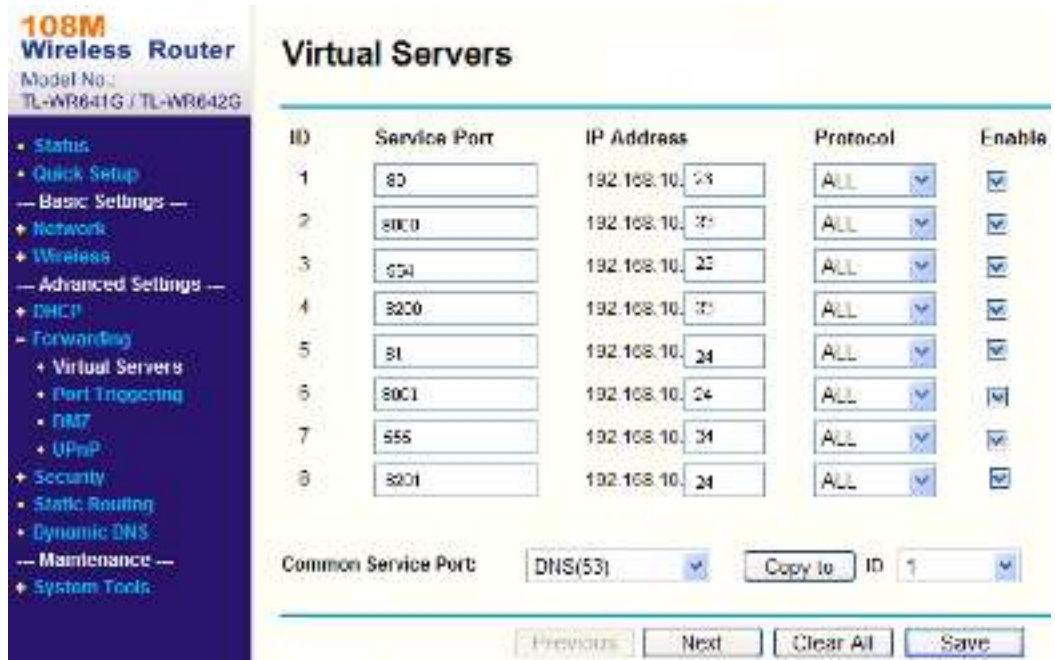 108M
Wireless Router
Model No.:
TL-WR641G / TL-WR642G
Status
Quick Setup
--- Basic Settings ---
Network
Wireless
--- Advanced Settings ---
DHCP
Forwarding
Virtual Servers
Port Triggering
DMZ
UPnP
Security
Static Routing
Dynamic DNS
--- Maintenance ---
System Tools
Virtual Servers
ID Service Port IP Address Protocol Enable
1 80 192.168.10. 23 ALL
2 8000 192.168.10. ALL
3 554 192.168.10. 23 ALL
4 8200 192.168.10. ALL
5 81 192.168.10. 24 ALL
6 8001 192.168.10. 24 ALL
7 555 192.168.10. 24 ALL
8 8201 192.168.10. 24 ALL
Common Service Port: DNS(53) Copy to ID 1
Previous Next Clear All Save